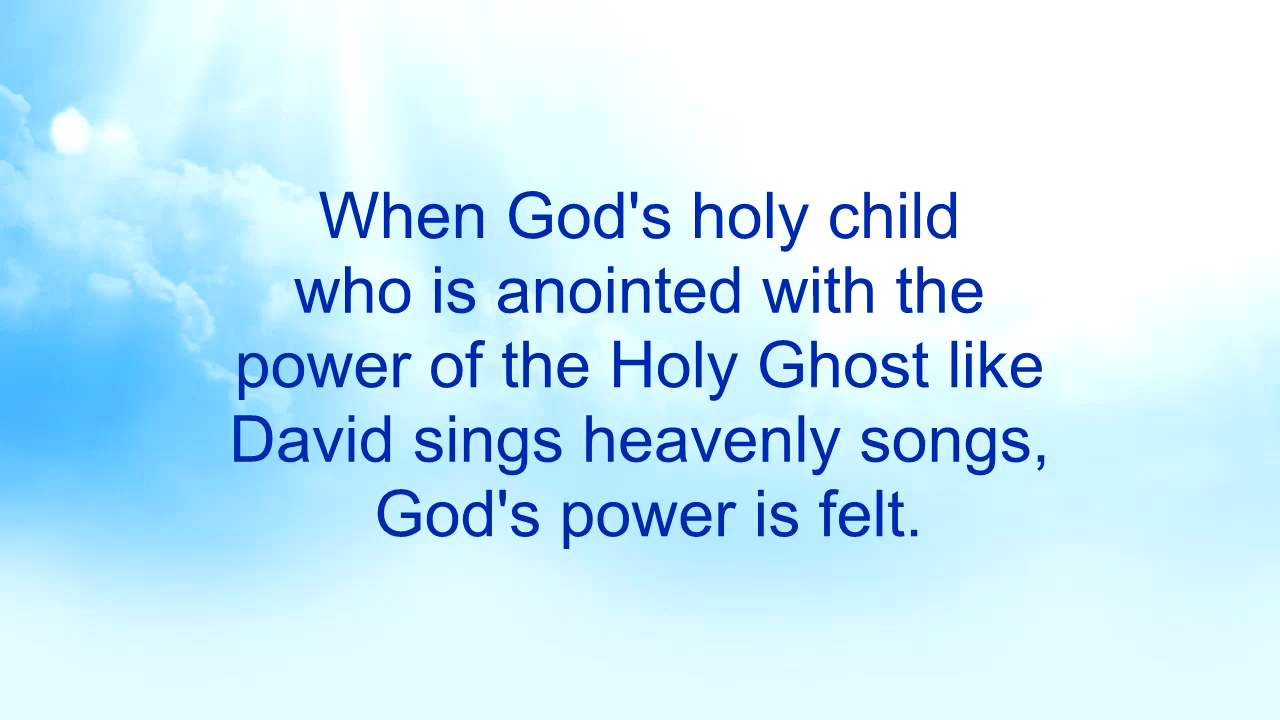 When God's holy child
who is anointed with the
power of the Holy Ghost like
David sings heavenly songs,
God's power is felt.